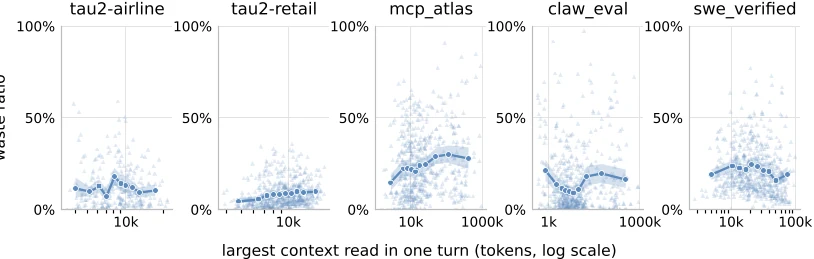 tau2-airline tau2-retail mcp_atlas claw_eval swe_verified
100% 100% 100% 100% 100%
waste ratio
50% 50% 50% 50% 50%
0% 0% 0% 0% 0%
10k 10k 10k 1000k 1k 1000k 10k 100k
largest context read in one turn (tokens, log scale)